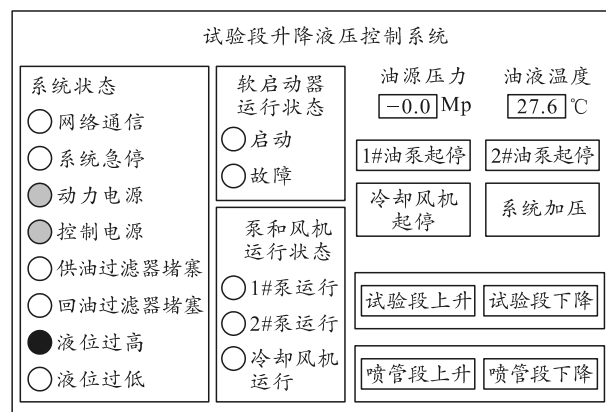 试验段升降液压控制系统
系统状态
网络通信
系统急停
动力电源
控制电源
供油过滤器堵塞
回油过滤器堵塞
液位过高
液位过低
软启动器
运行状态
启动
故障
泵和风机
运行状态
1#泵运行
2#泵运行
冷却风机
运行
油源压力
-0.0 Mp
油液温度
27.6 ℃
1#油泵起停
2#油泵起停
冷却风机
起停
系统加压
试验段上升
试验段下降
喷管段上升
喷管段下降